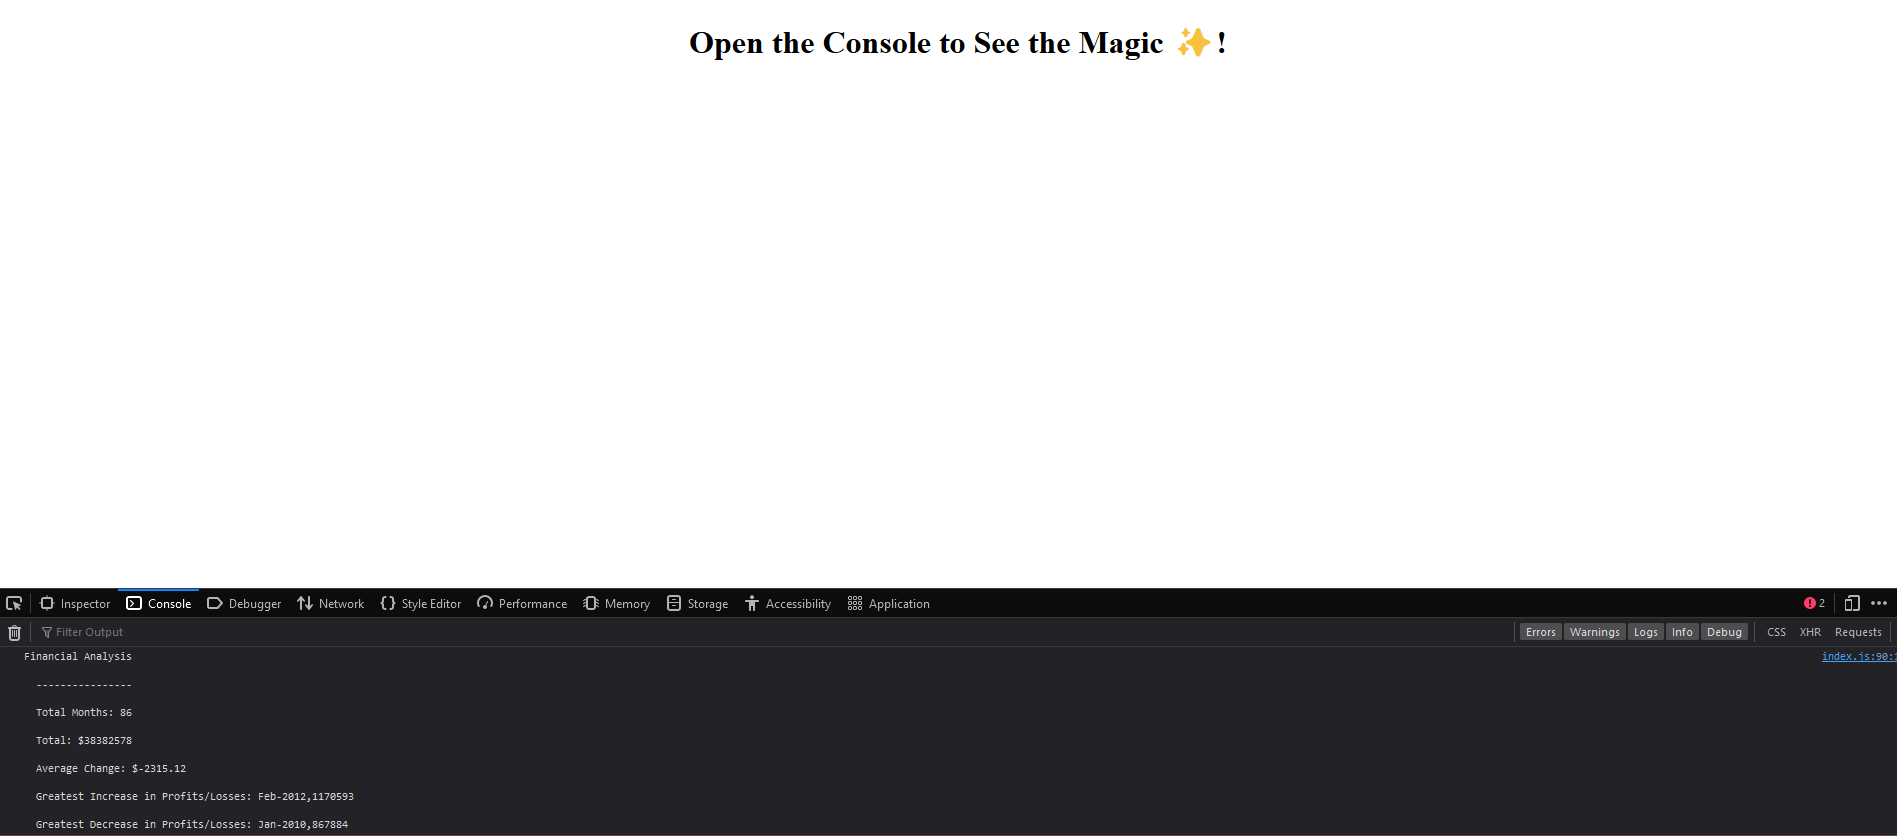 Open the Console to See the Magic ✨!
Inspector Console Debugger Network Style Editor Performance Memory Storage Accessibility Application 2
Filter Output Errors Warnings Logs Info Debug CSS XHR Requests
Financial Analysis index.js:90:1
----------------
Total Months: 86
Total: $38382578
Average Change: $-2315.12
Greatest Increase in Profits/Losses: Feb-2012,1170593
Greatest Decrease in Profits/Losses: Jan-2010,867884